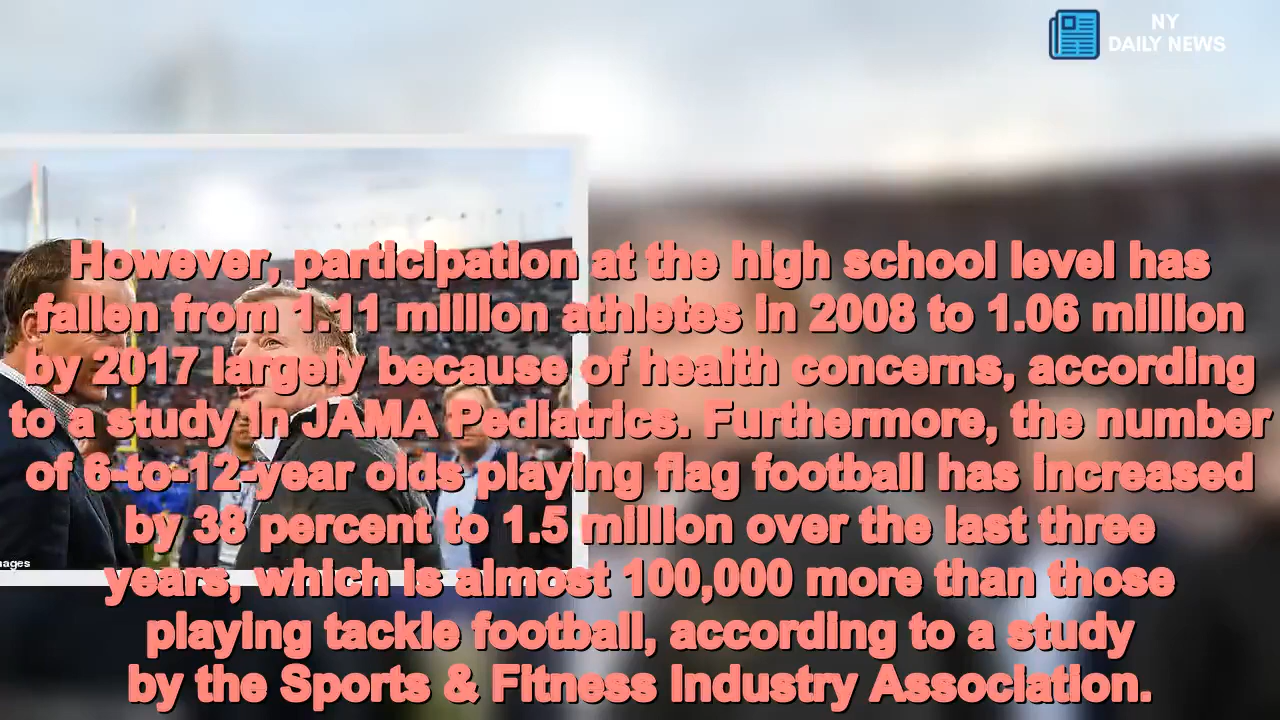 NY
DAILY NEWS
However, participation at the high school level has
fallen from 1.11 million athletes in 2008 to 1.06 million
by 2017 largely because of health concerns, according
to a study in JAMA Pediatrics. Furthermore, the number
of 6-to-12-year olds playing flag football has increased
by 38 percent to 1.5 million over the last three
years, which is almost 100,000 more than those
playing tackle football, according to a study
by the Sports & Fitness Industry Association.